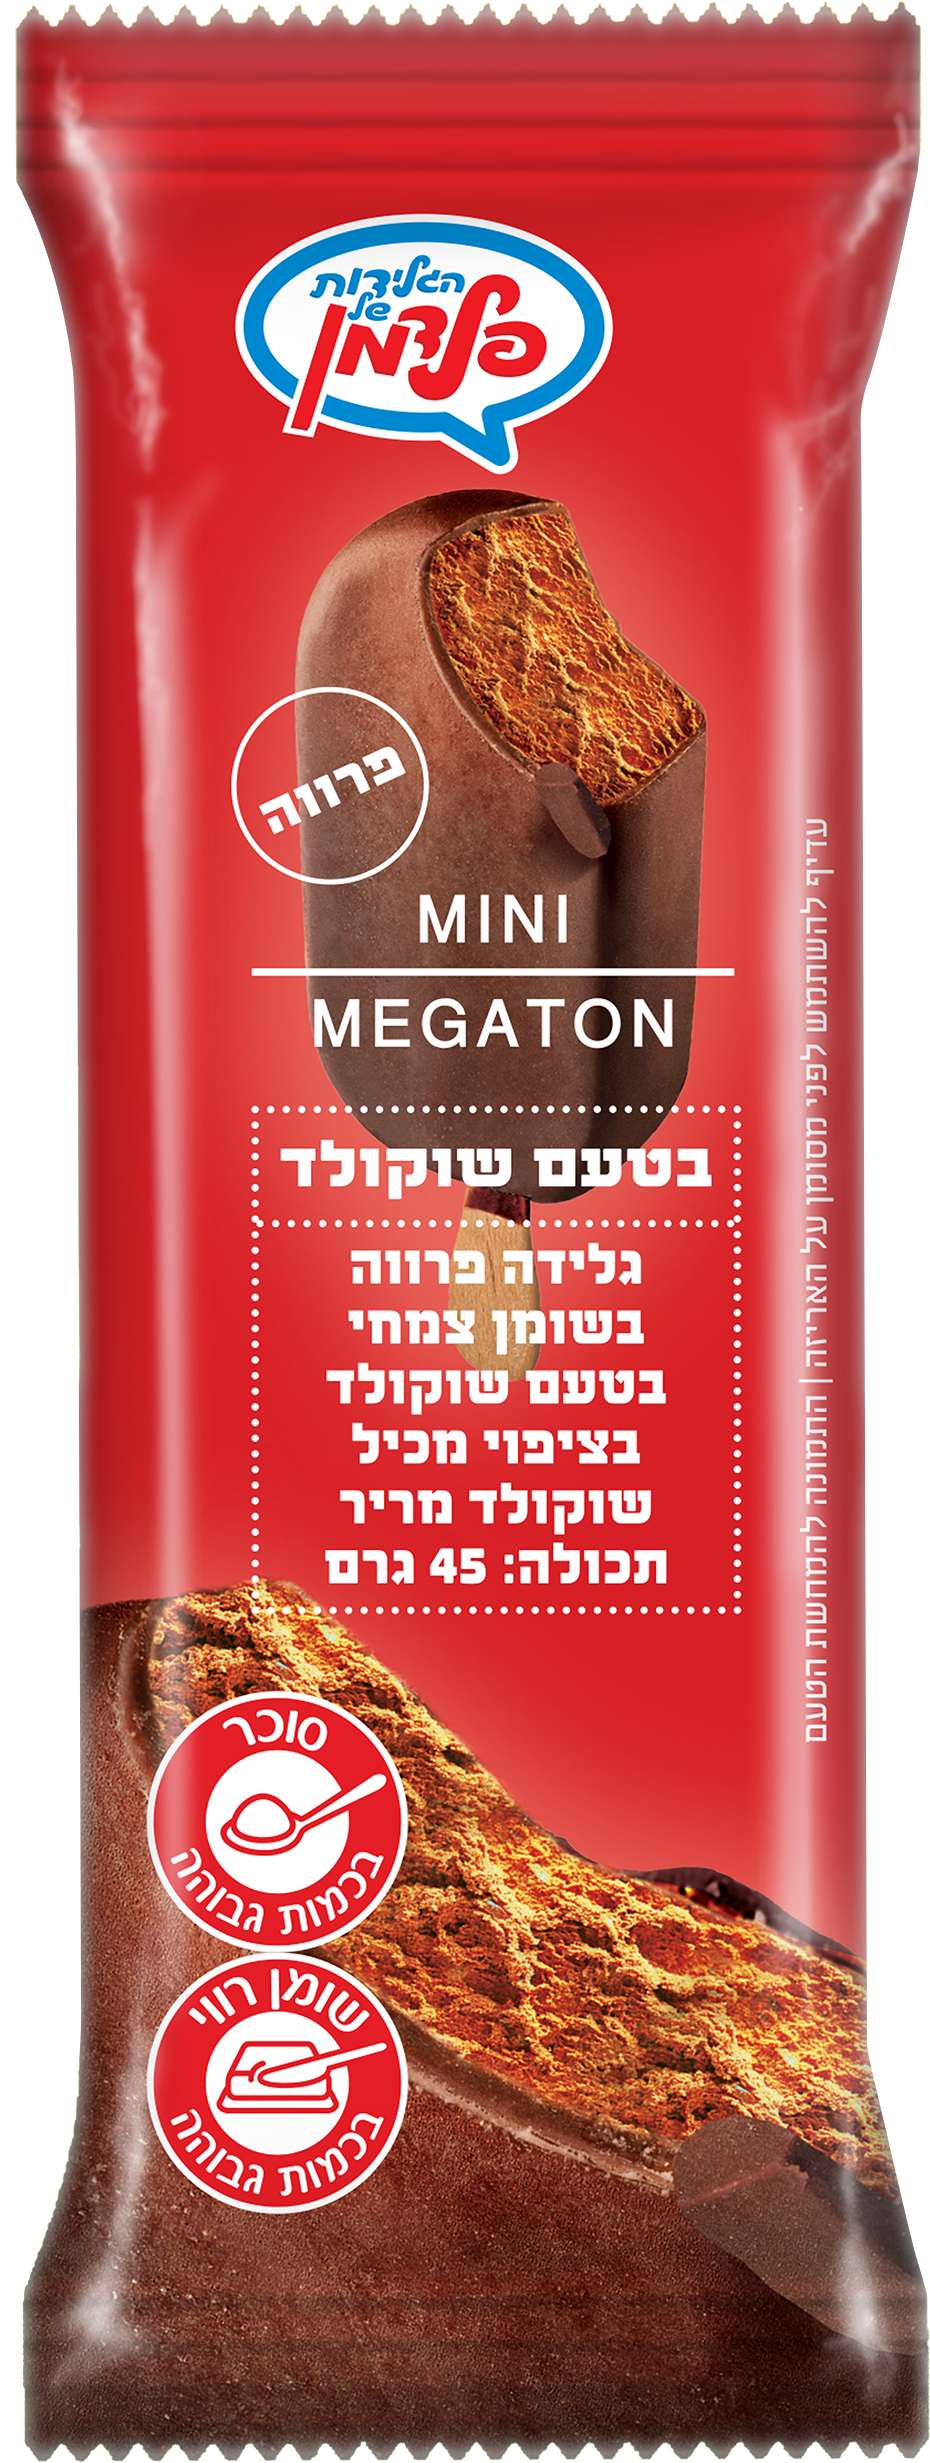 הגלידות
של
פלדמן
פרווה
MINI
MEGATON
בטעם שוקולד
גלידה פרווה
בשומן צמחי
בטעם שוקולד
בציפוי מכיל
שוקולד מריר
תכולה: 45 גרם
עדיף להשתמש לפני מסומן על האריזה | התמונה להמחשת הטעם
סוכר
בכמות גבוהה
שומן רווי
בכמות גבוהה